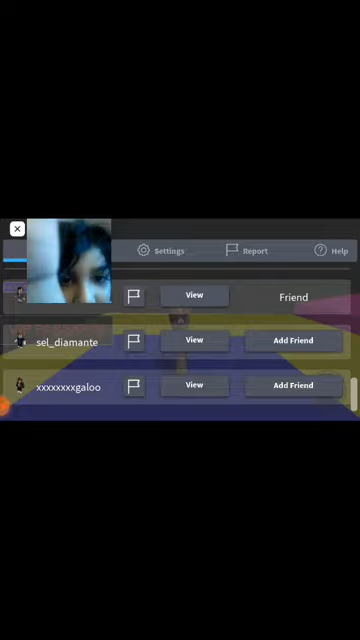 Settings Report Help
View Friend
sel_diamante View Add Friend
xxxxxxxxgaloo View Add Friend